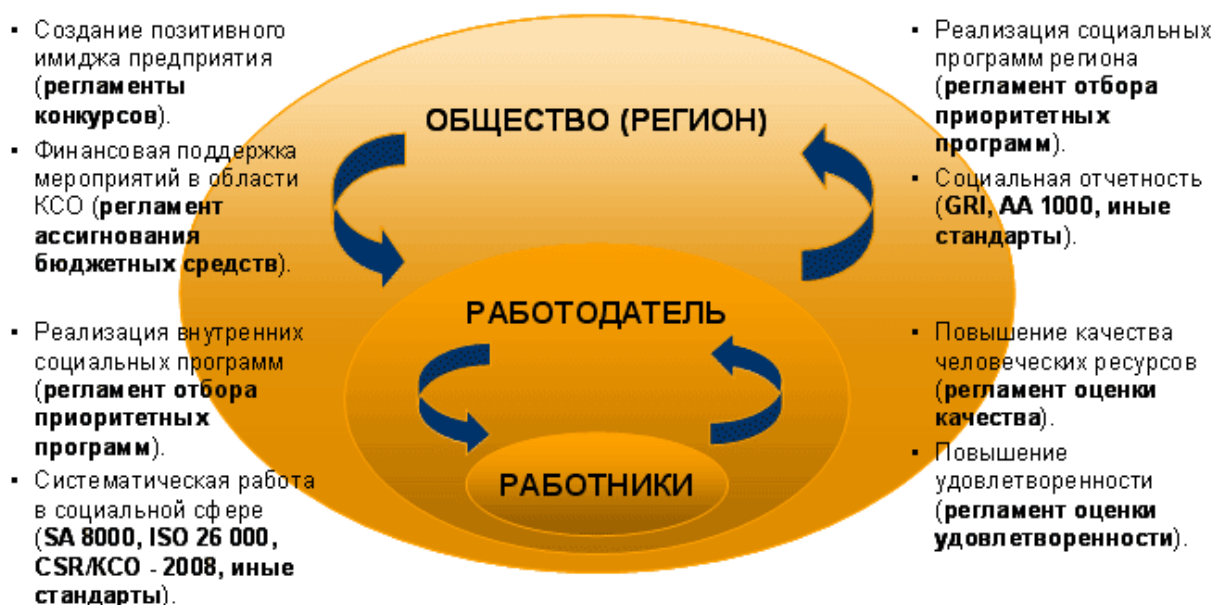 ▪ Создание позитивного
имиджа предприятия
(регламенты
конкурсов).
▪ Финансовая поддержка
мероприятий в области
КСО (регламент
ассигнования
бюджетных средств).
▪ Реализация внутренних
социальных программ
(регламент отбора
приоритетных
программ).
▪ Систематическая работа
в социальной сфере
(SA 8000, ISO 26 000,
CSR/КСО - 2008, иные
стандарты).
ОБЩЕСТВО (РЕГИОН)
РАБОТОДАТЕЛЬ
РАБОТНИКИ
▪ Реализация социальных
программ региона
(регламент отбора
приоритетных
программ).
▪ Социальная отчетность
(GRI, AA 1000, иные
стандарты).
▪ Повышение качества
человеческих ресурсов
(регламент оценки
качества).
▪ Повышение
удовлетворенности
(регламент оценки
удовлетворенности).